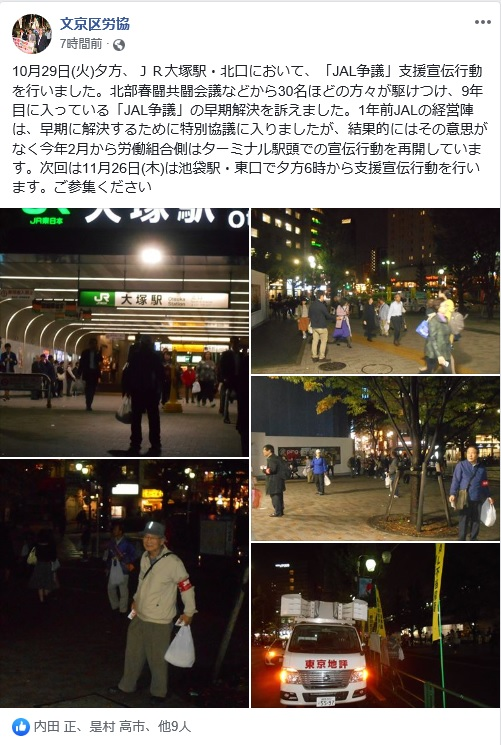 文京区労協
7時間前
10月29日(火)夕方、ＪＲ大塚駅・北口において、「JAL争議」支援宣伝行動
を行いました。北部春闘共闘会議などから30名ほどの方々が駆けつけ、9年
目に入っている「JAL争議」の早期解決を訴えました。1年前JALの経営陣
は、早期に解決するために特別協議に入りましたが、結果的にはその意思が
なく今年2月から労働組合側はターミナル駅頭での宣伝行動を再開していま
す。次回は11月26日(木)は池袋駅・東口で夕方6時から支援宣伝行動を行い
ます。ご参集ください
JR東日本
大塚駅
JR 大塚駅
東京地評
内田 正、是村 高市、他9人